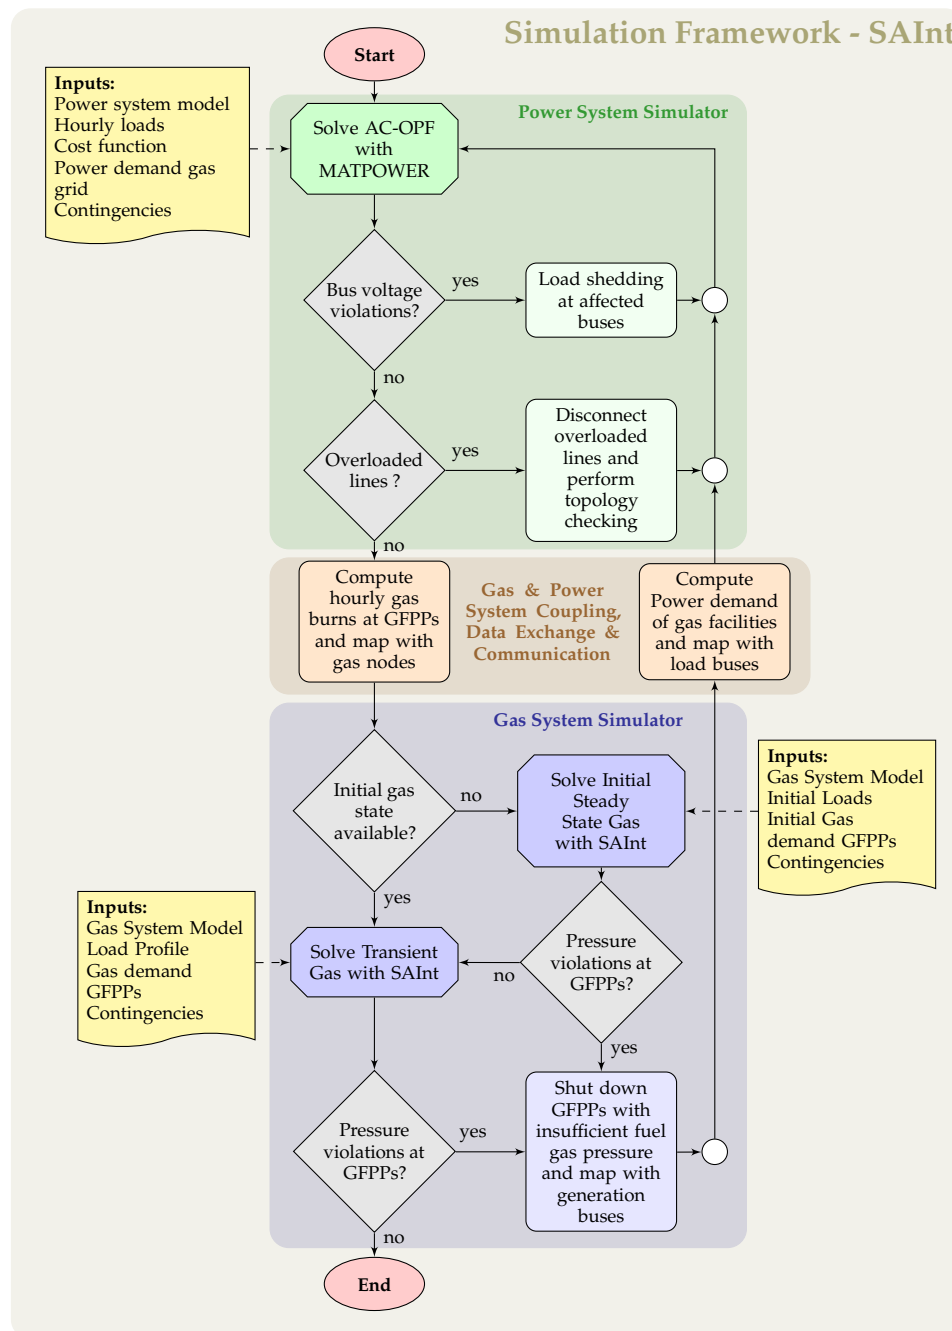 Simulation Framework - SAInt
Start
Inputs:
Power system model
Hourly loads
Cost function
Power demand gas
grid
Contingencies
Power System Simulator
Solve AC-OPF
with
MATPOWER
Bus voltage
violations?
yes
Load shedding
at affected
buses
no
Overloaded
lines ?
yes
Disconnect
overloaded
lines and
perform
topology
checking
no
Compute
hourly gas
burns at GFPPs
and map with
gas nodes
Gas & Power
System Coupling,
Data Exchange &
Communication
Compute
Power demand
of gas facilities
and map with
load buses
Gas System Simulator
Initial gas
state
available?
no
Solve Initial
Steady
State Gas
with SAInt
Inputs:
Gas System Model
Initial Loads
Initial Gas
demand GFPPs
Contingencies
yes
Inputs:
Gas System Model
Load Profile
Gas demand
GFPPs
Contingencies
Solve Transient
Gas with SAInt
no
Pressure
violations at
GFPPs?
yes
Pressure
violations at
GFPPs?
yes
Shut down
GFPPs with
insufficient fuel
gas pressure
and map with
generation
buses
no
End